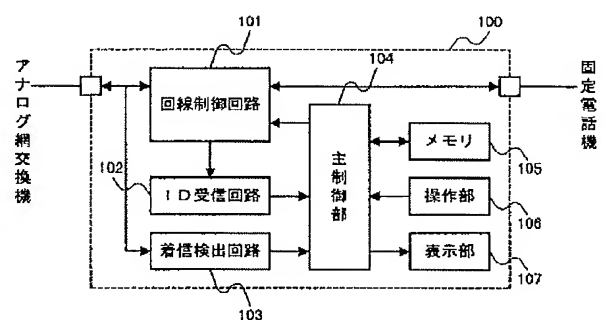 101
100
104
アナログ網交換機
回線制御回路
固定電話機
主制御部
メモリ
105
102
ID受信回路
操作部
106
着信検出回路
表示部
107
103